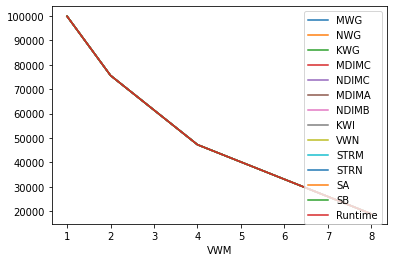 100000
90000
80000
70000
60000
50000
40000
30000
20000
1 2 3 4 5 6 7 8
VWM
MWG
NWG
KWG
MDIMC
NDIMC
MDIMA
NDIMB
KWI
VWN
STRM
STRN
SA
SB
Runtime